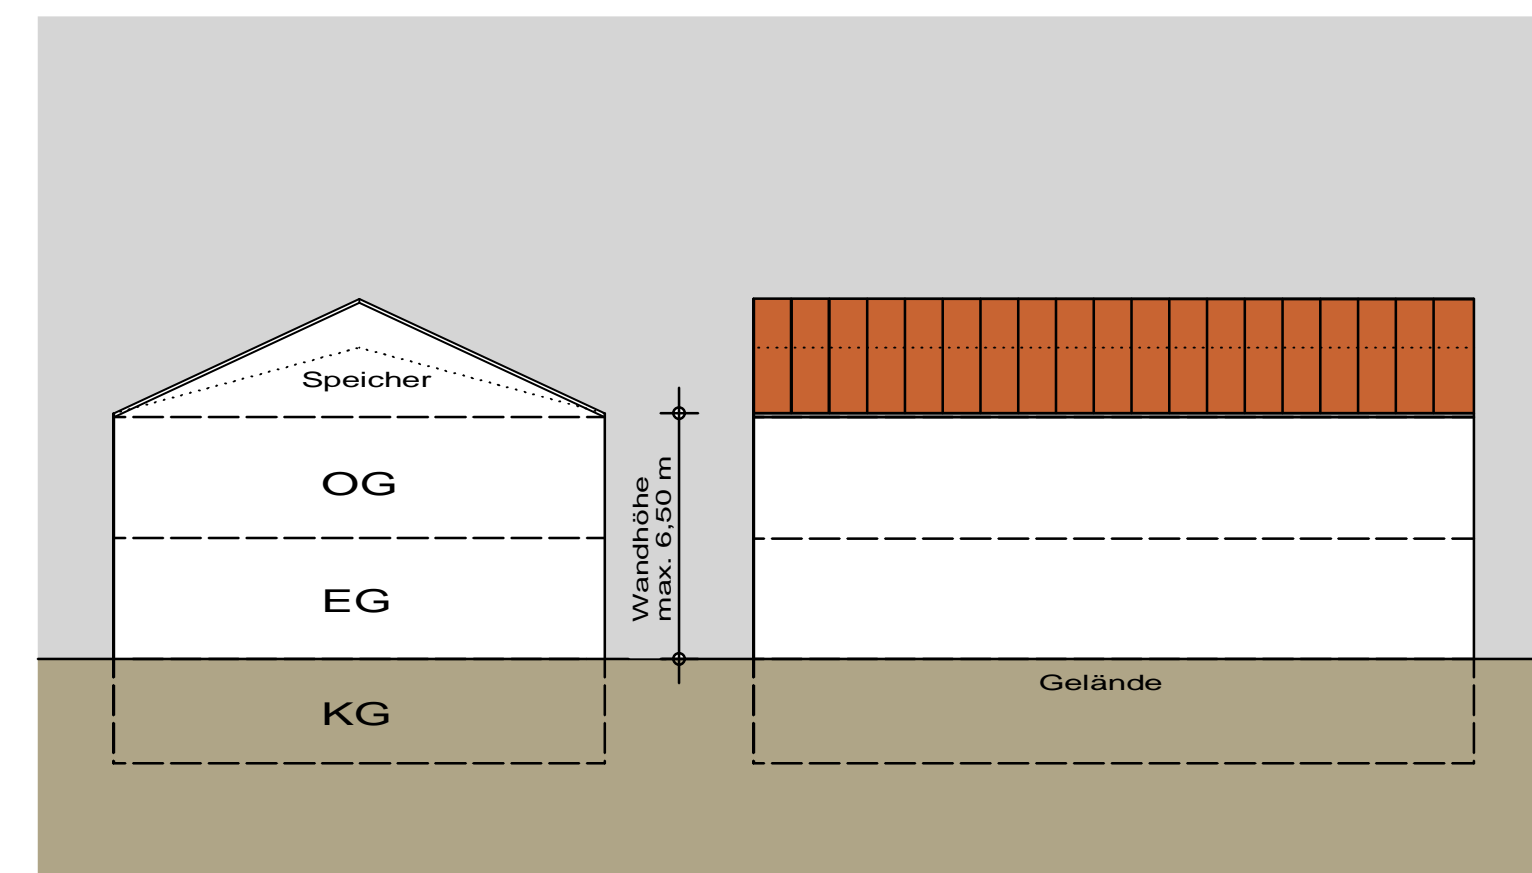 Speicher
OG
EG
KG
Wandhöhe
max. 6,50 m
Gelände